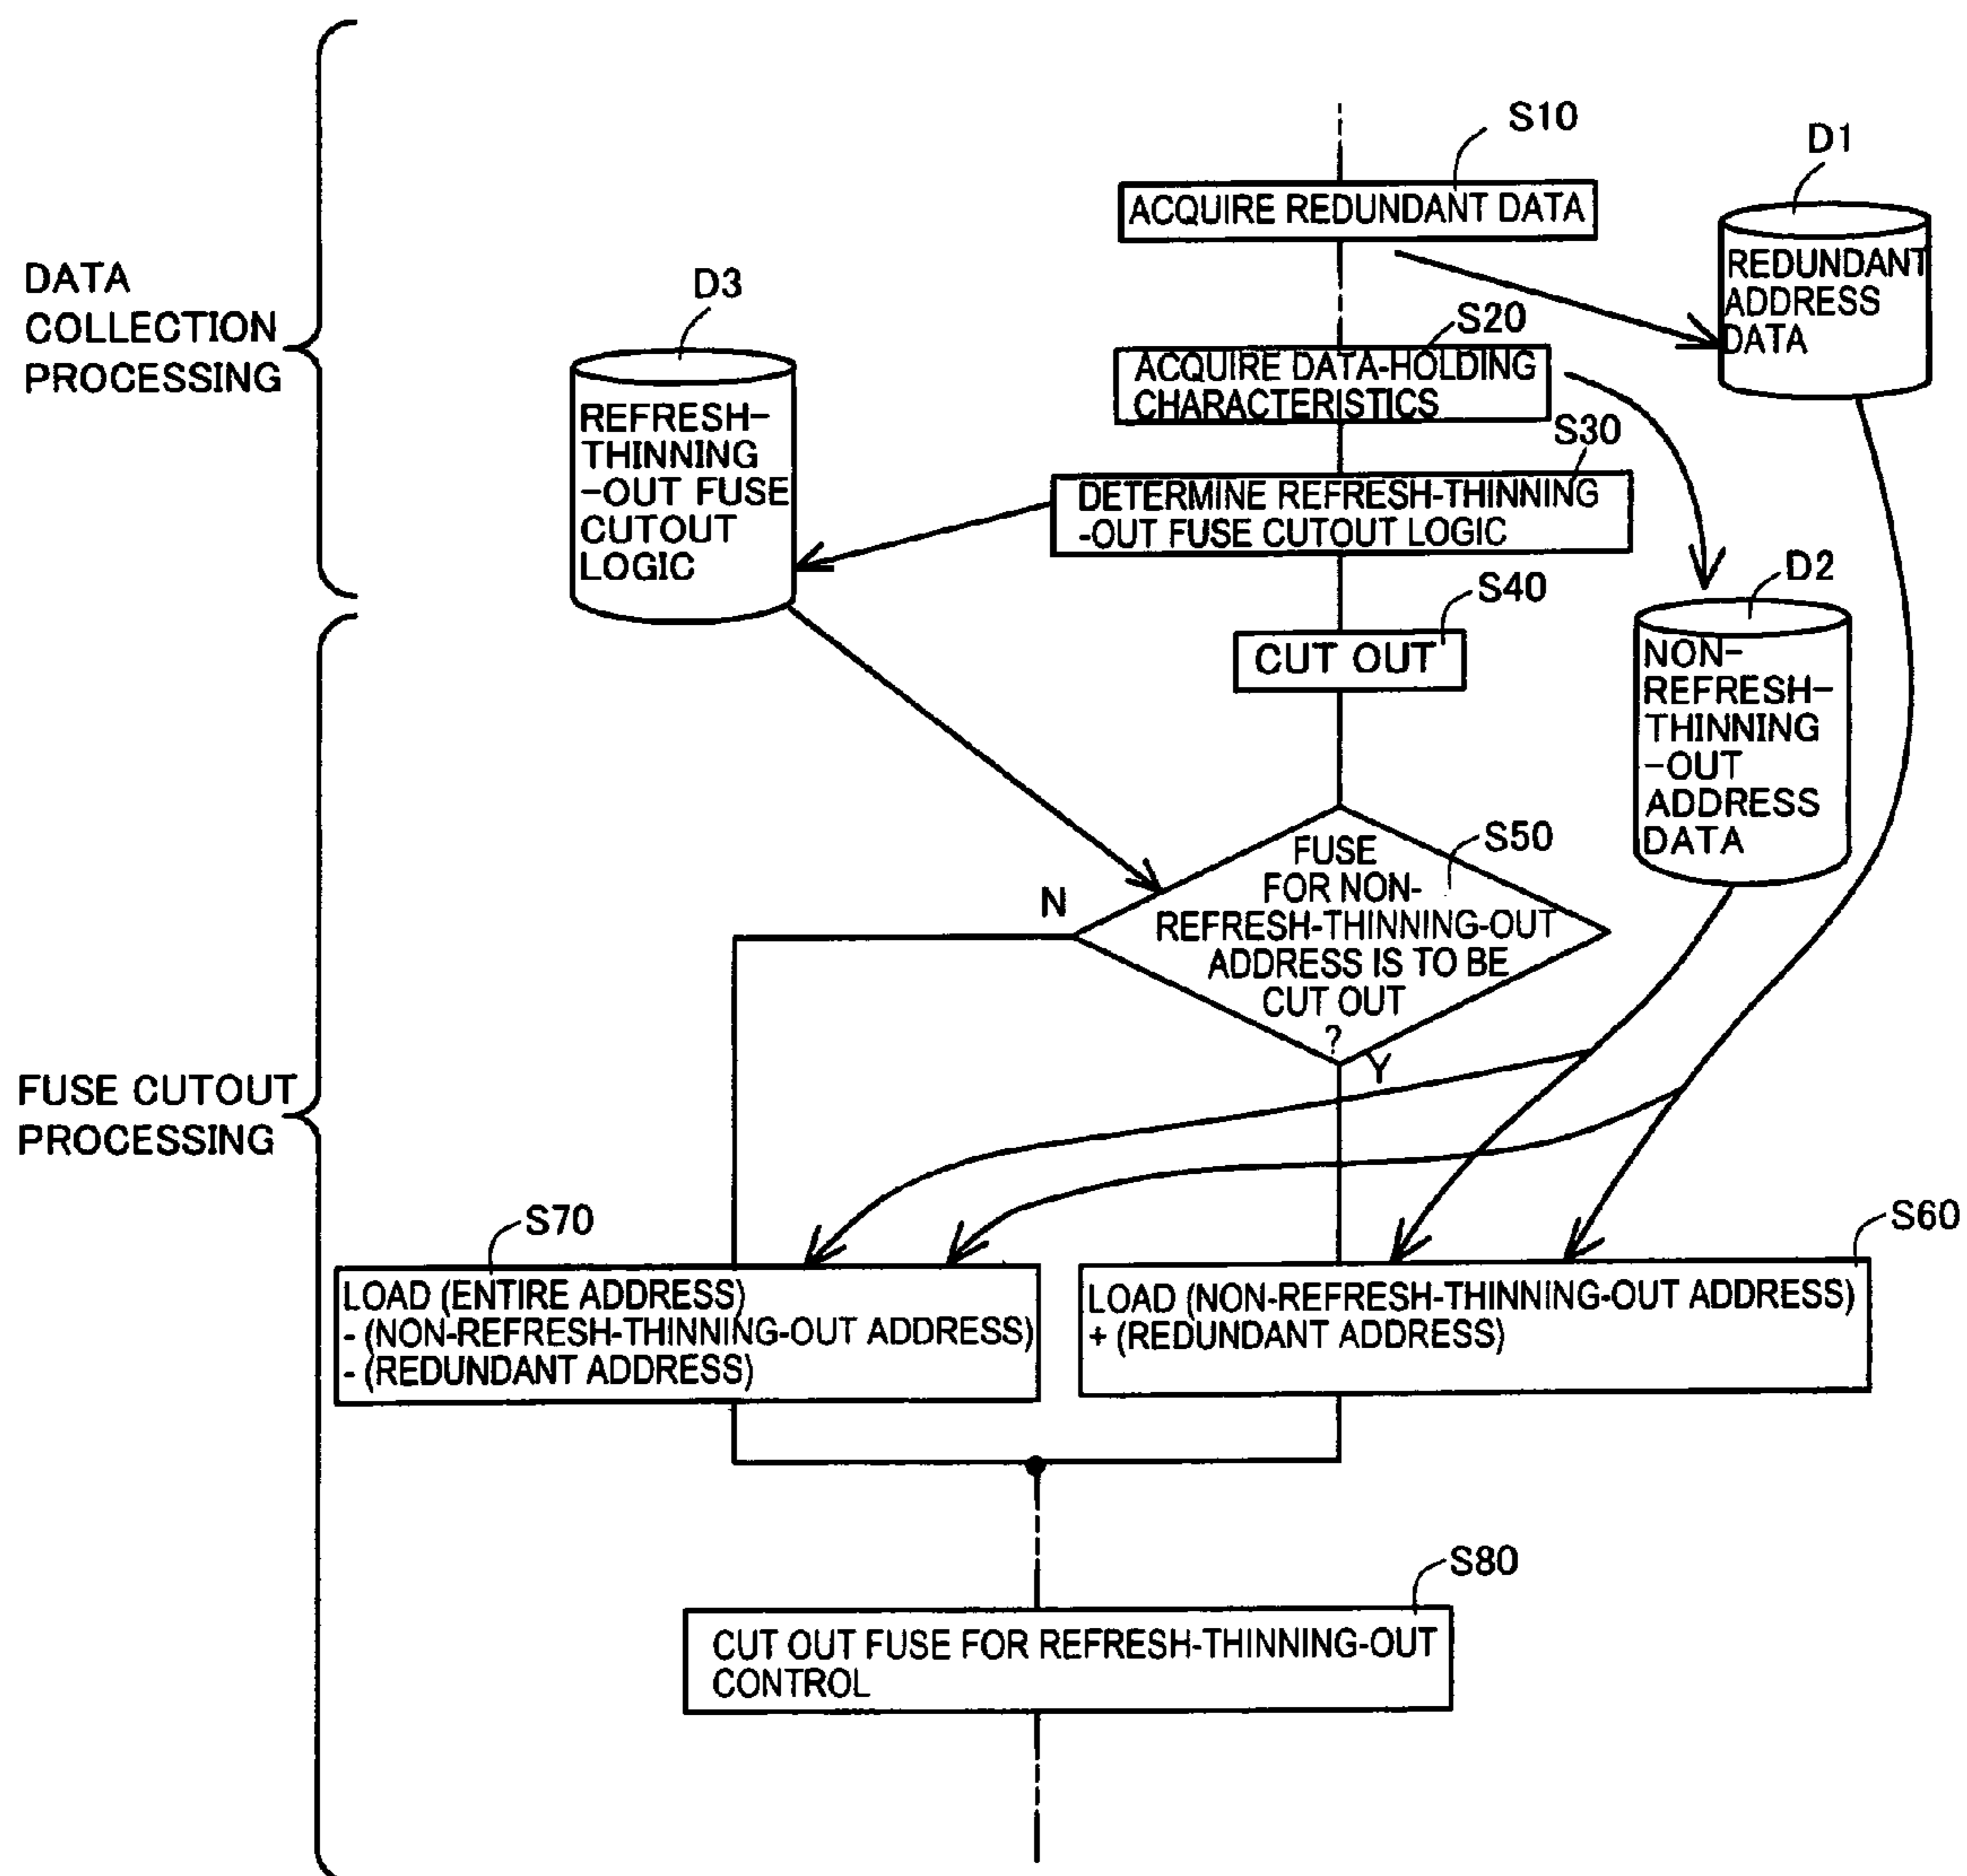 DATA
COLLECTION
PROCESSING
S10
ACQUIRE REDUNDANT DATA
D1
REDUNDANT
ADDRESS
DATA
D3
REFRESH-
THINNING
-OUT FUSE
CUTOUT
LOGIC
S20
ACQUIRE DATA-HOLDING
CHARACTERISTICS
S30
DETERMINE REFRESH-THINNING
-OUT FUSE CUTOUT LOGIC
D2
NON-
REFRESH-
THINNING
-OUT
ADDRESS
DATA
FUSE CUTOUT
PROCESSING
S40
CUT OUT
S50
FUSE
FOR NON-
REFRESH-THINNING-OUT
ADDRESS IS TO BE
CUT OUT
?
N
Y
S70
LOAD (ENTIRE ADDRESS)
- (NON-REFRESH-THINNING-OUT ADDRESS)
- (REDUNDANT ADDRESS)
S60
LOAD (NON-REFRESH-THINNING-OUT ADDRESS)
+ (REDUNDANT ADDRESS)
S80
CUT OUT FUSE FOR REFRESH-THINNING-OUT
CONTROL